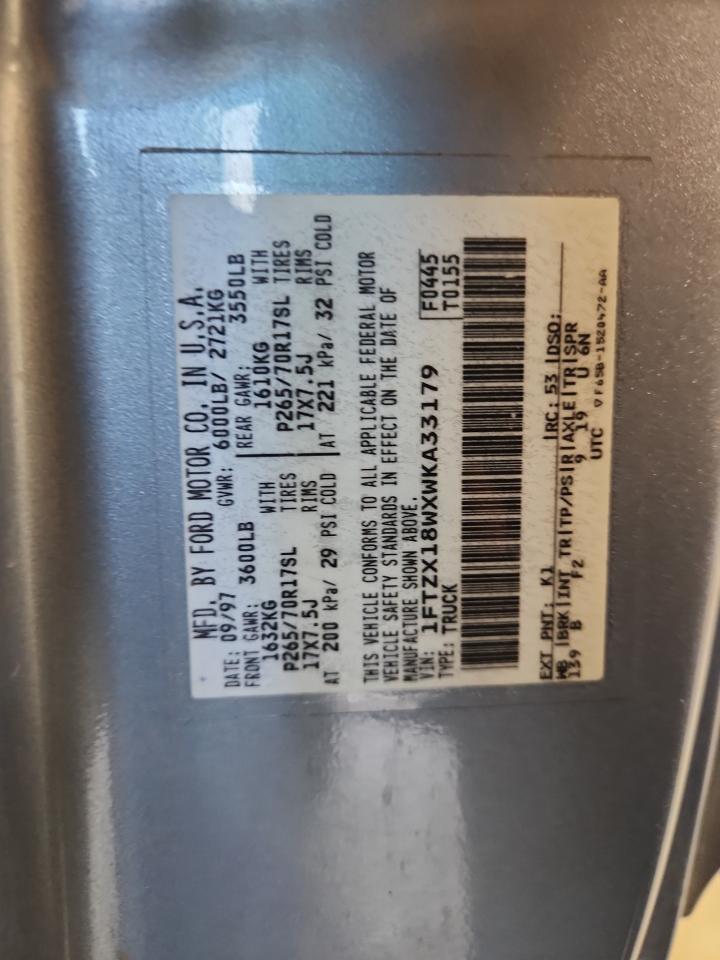 MFD. BY FORD MOTOR CO. IN U.S.A.
DATE: 09/97 GVWR: 6000LB/ 2721KG
FRONT GAWR: 3600LB REAR GAWR: 3550LB
1632KG WITH 1610KG WITH
P265/70R17SL TIRES P265/70R17SL TIRES
17X7.5J RIMS 17X7.5J RIMS
AT 200 kPa/ 29 PSI COLD AT 221 kPa/ 32 PSI COLD
THIS VEHICLE CONFORMS TO ALL APPLICABLE FEDERAL MOTOR
VEHICLE SAFETY STANDARDS IN EFFECT ON THE DATE OF
MANUFACTURE SHOWN ABOVE.
VIN: 1FTZX18WXWKA33179 F0445
TYPE: TRUCK T0155
EXT PNT: K1 RC: 53 DSO:
WB BRK INT TR TP/PS R AXLE TR SPR
139 B F2 9 19 U 6N
UTC F65B-1520472-AA